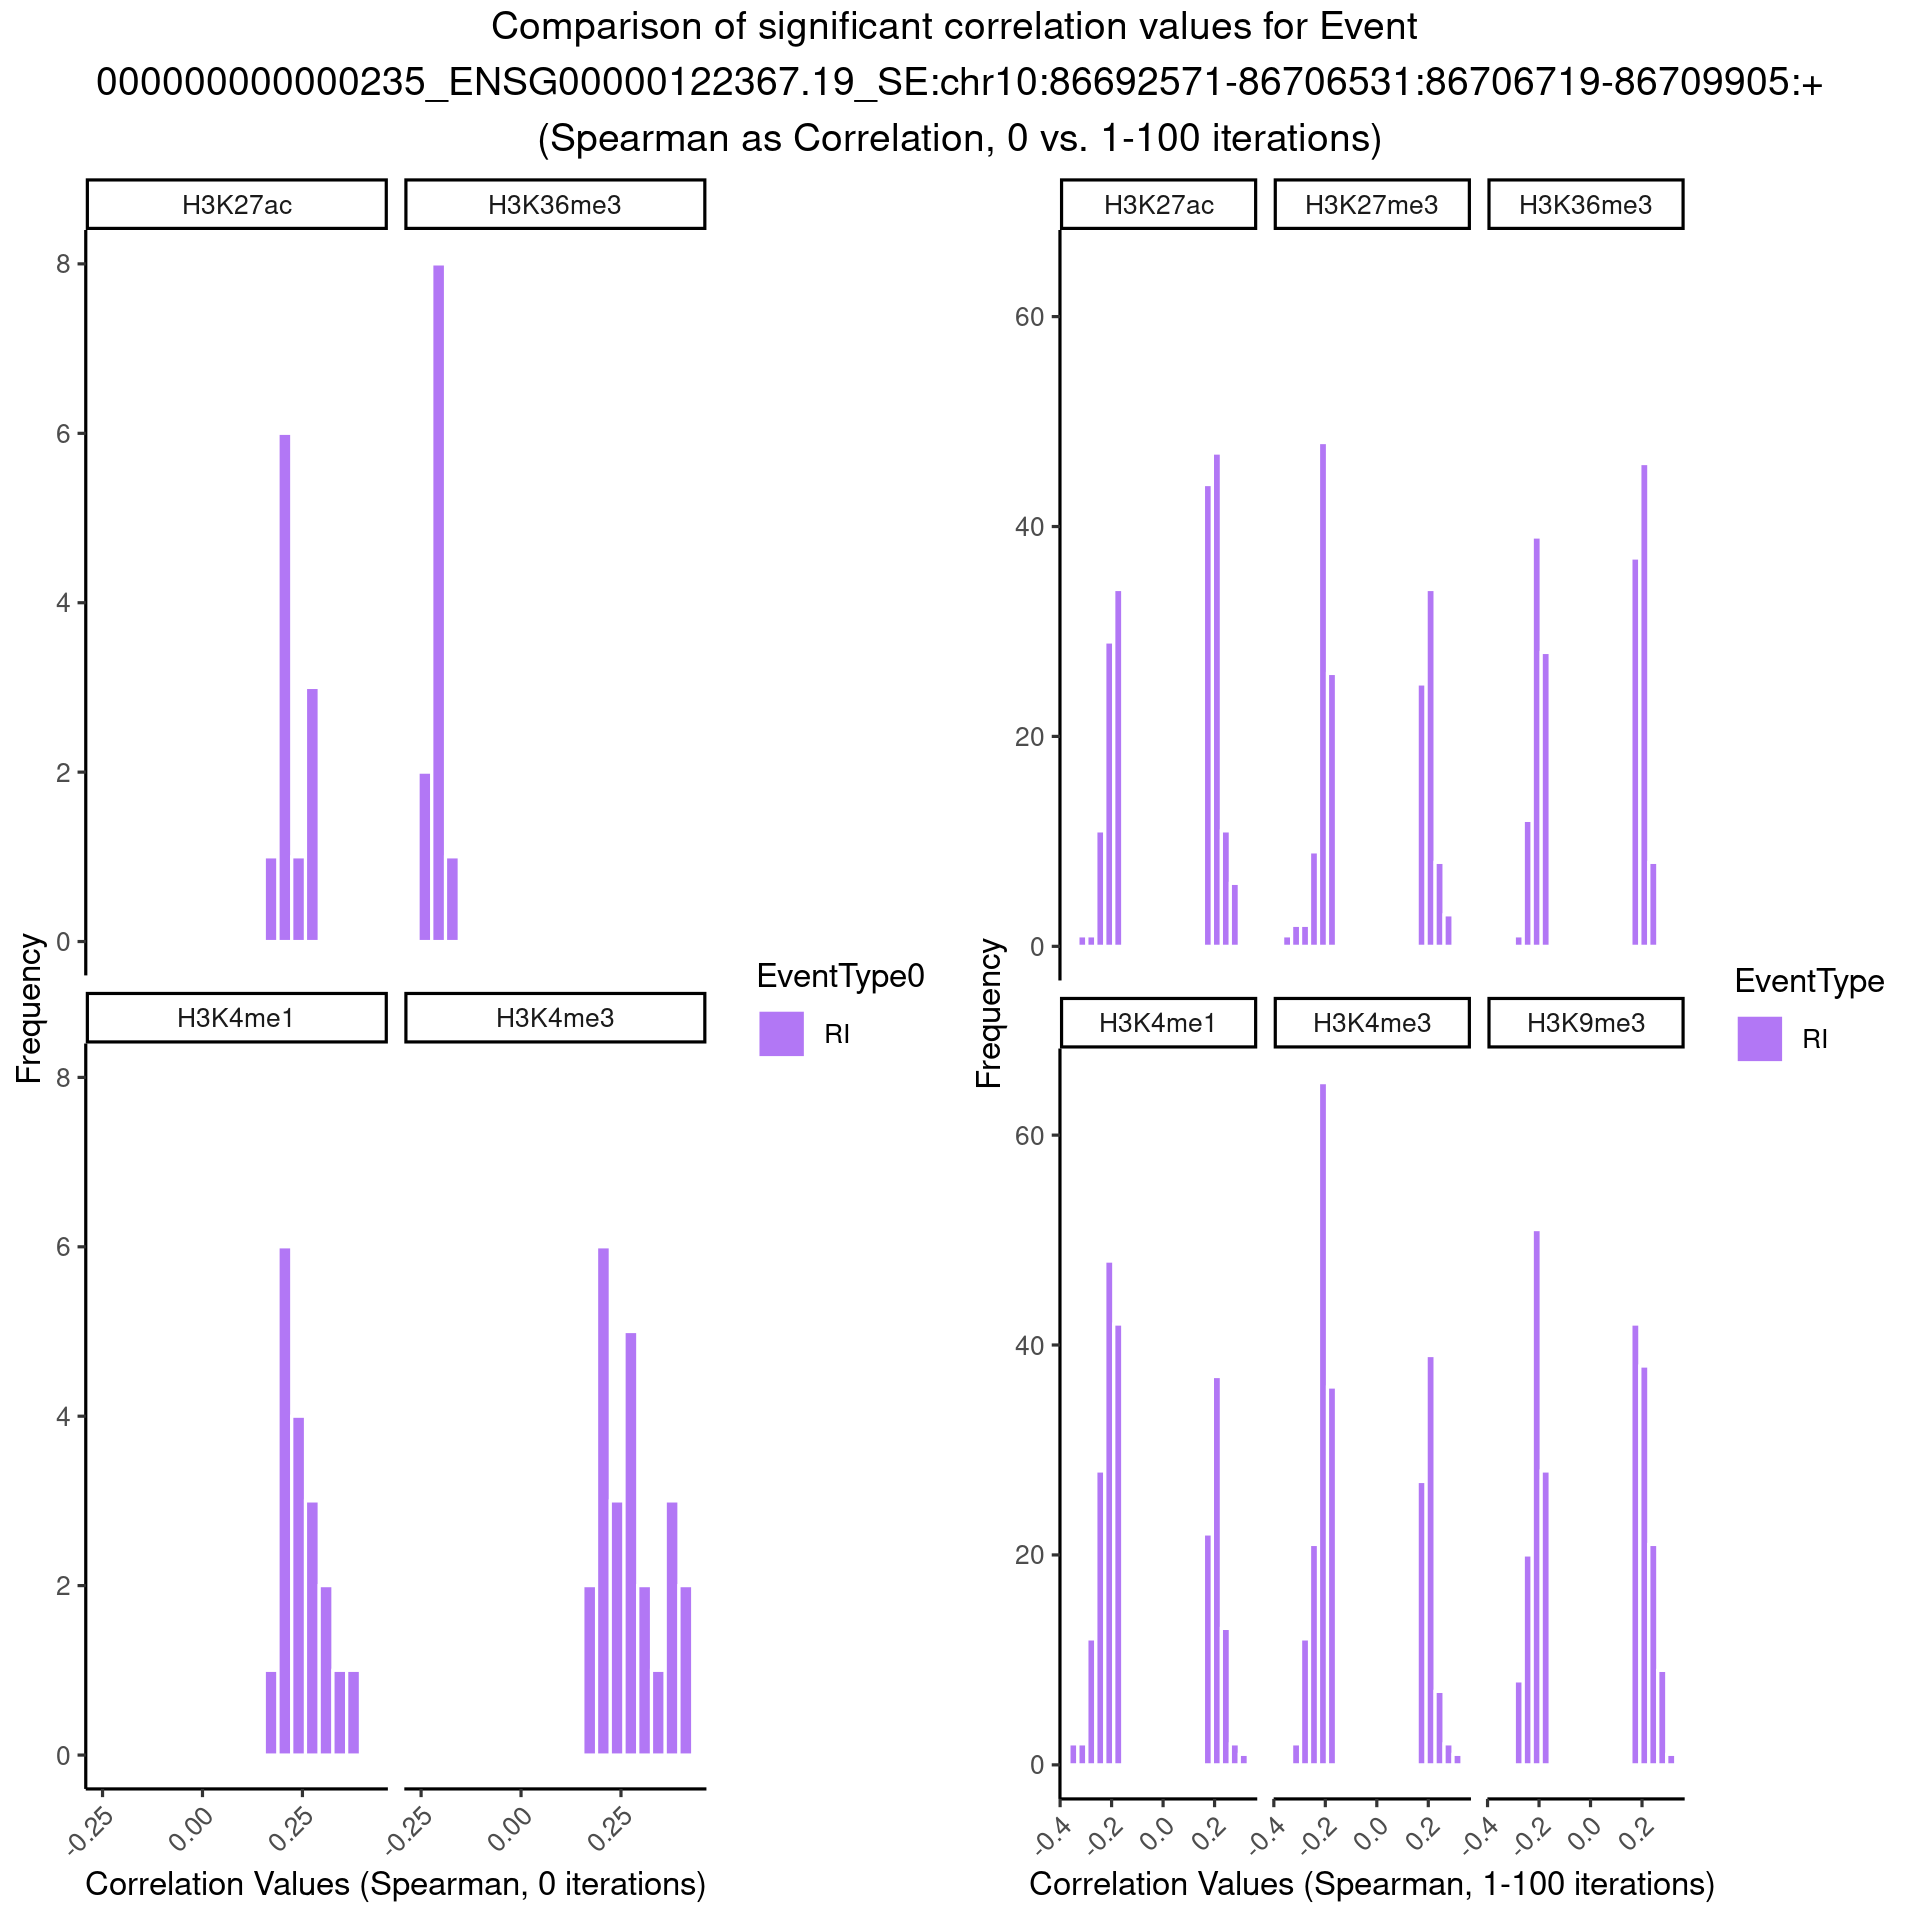 Comparison of significant correlation values for Event
000000000000235_ENSG00000122367.19_SE:chr10:86692571-86706531:86706719-86709905:+
(Spearman as Correlation, 0 vs. 1-100 iterations)
H3K27ac
H3K36me3
8
6
4
2
0
H3K4me1
H3K4me3
8
6
4
2
0
-0.25
0.00
0.25
-0.25
0.00
0.25
Frequency
Correlation Values (Spearman, 0 iterations)
EventType0
RI
H3K27ac
H3K27me3
H3K36me3
60
40
20
0
H3K4me1
H3K4me3
H3K9me3
60
40
20
0
-0.4
-0.2
0.0
0.2
-0.4
-0.2
0.0
0.2
-0.4
-0.2
0.0
0.2
Frequency
Correlation Values (Spearman, 1-100 iterations)
EventType
RI